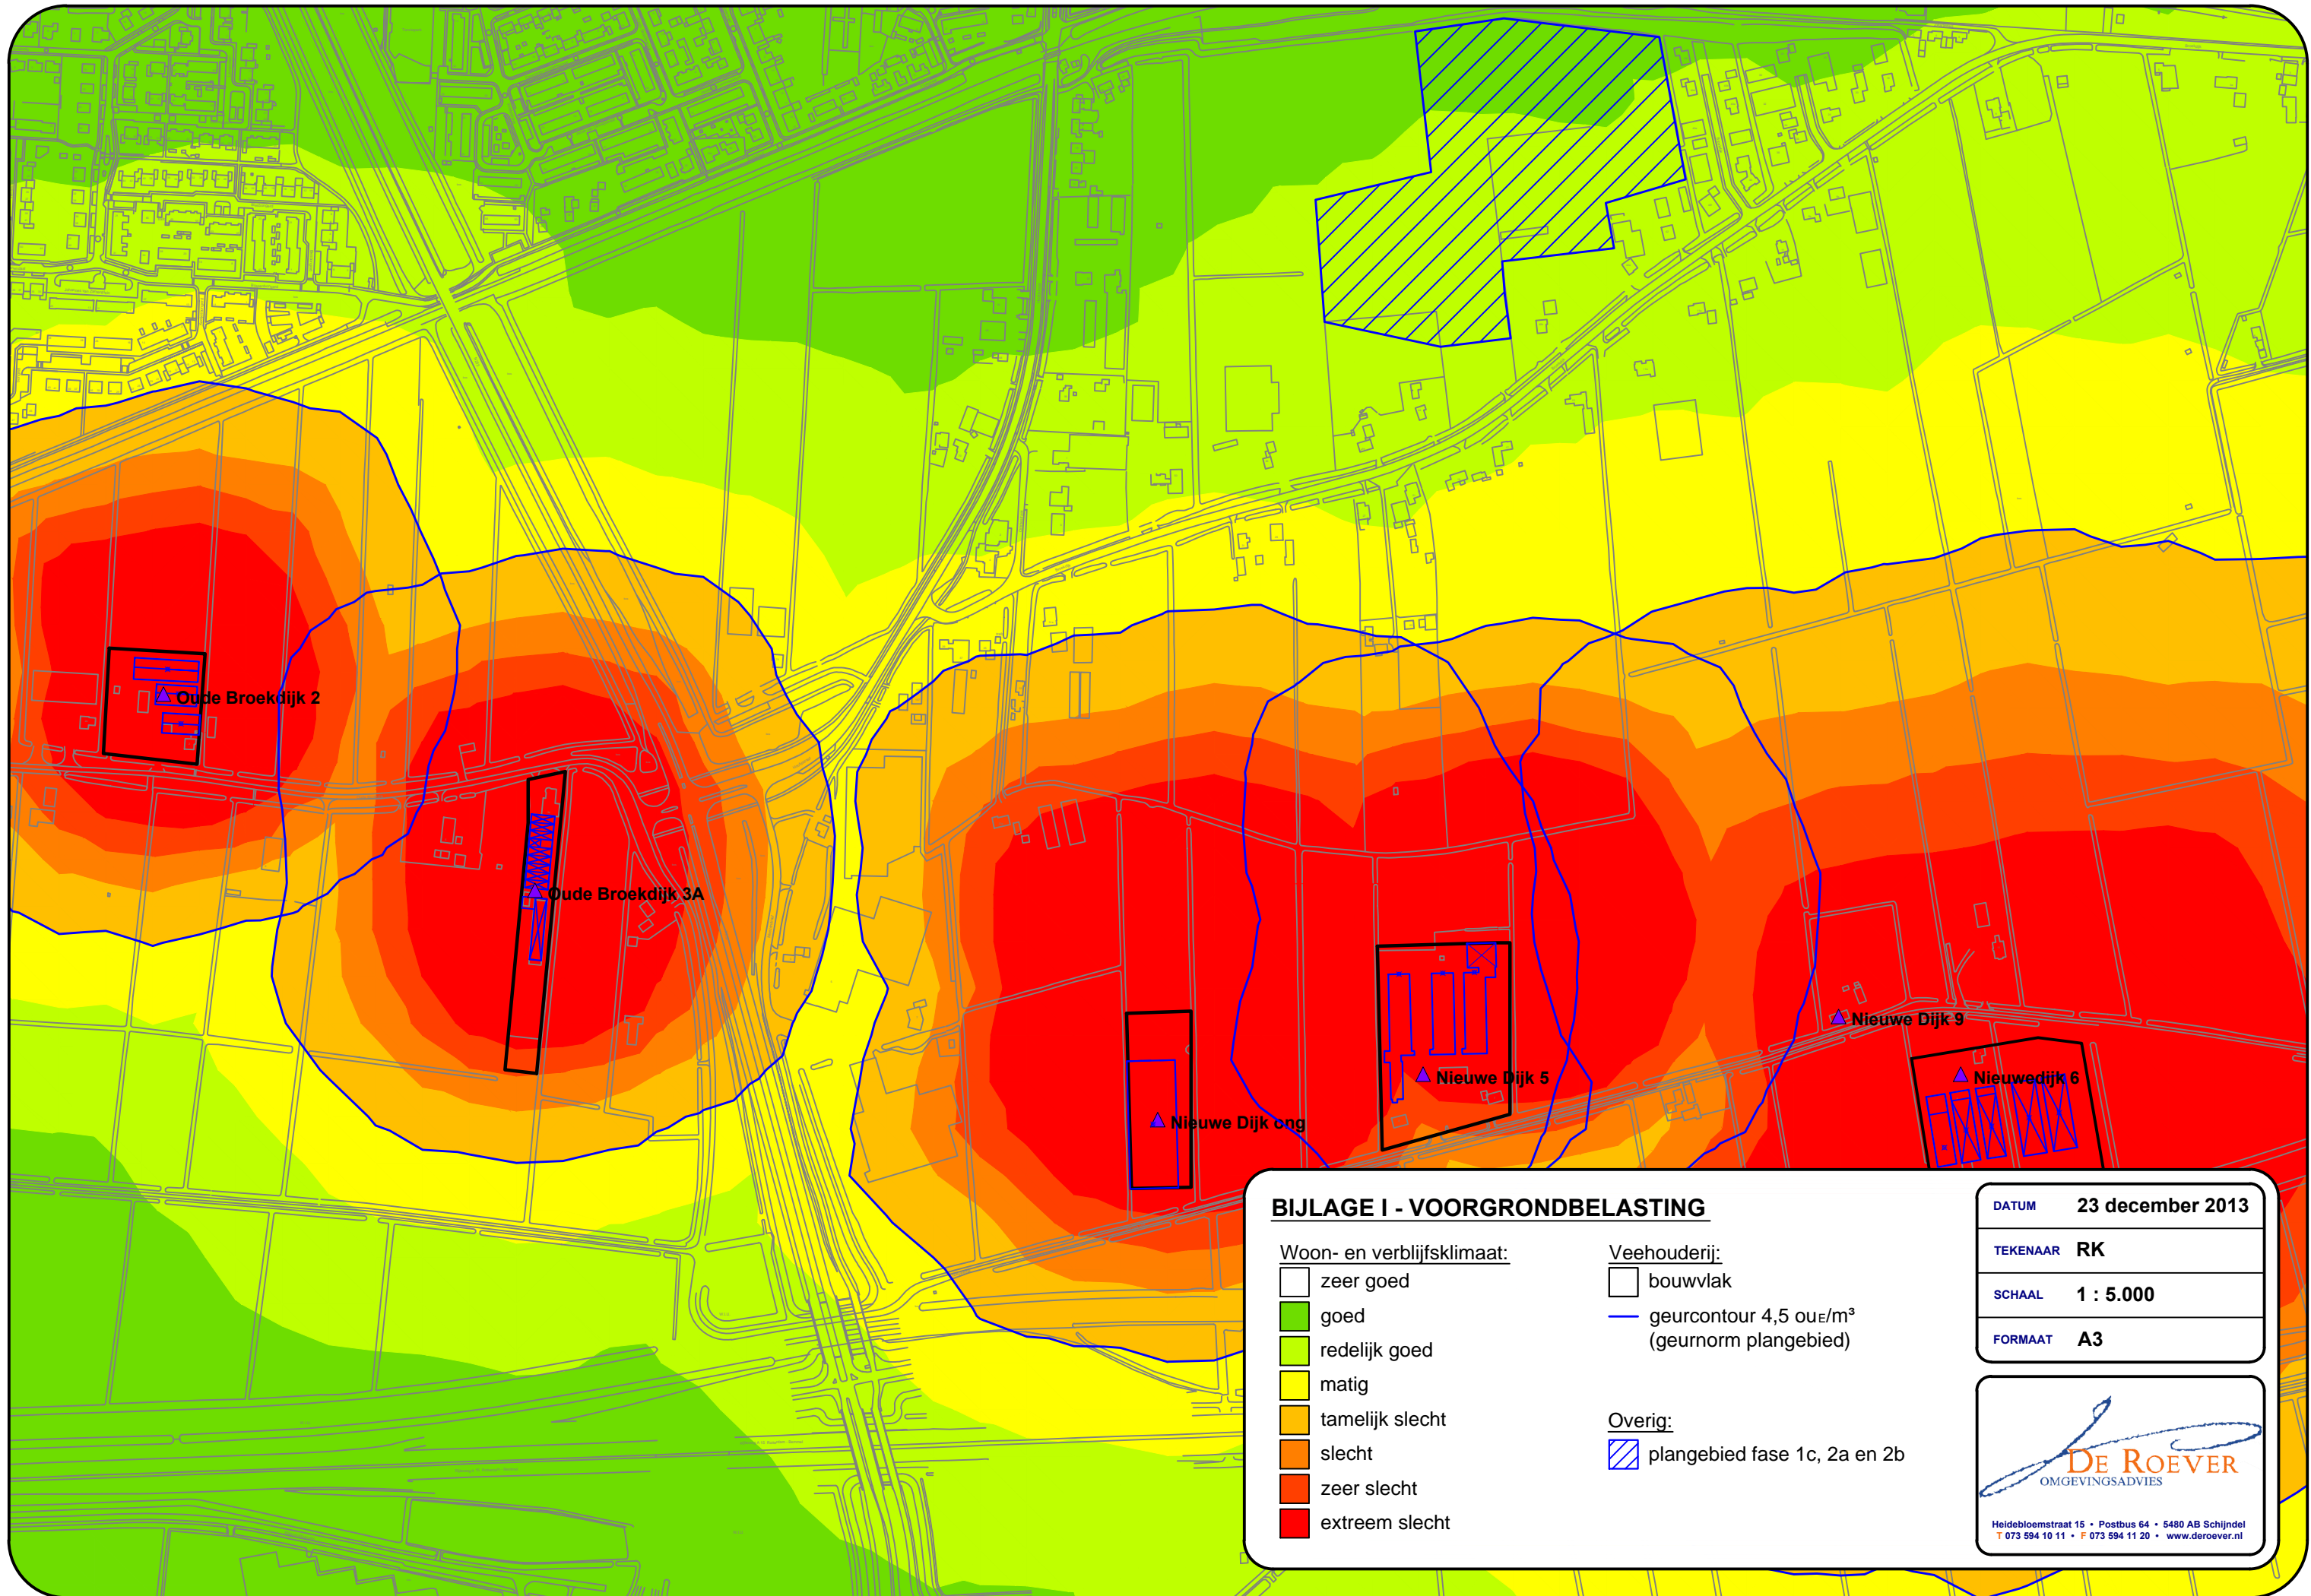 Oude Broekdijk 2
Oude Broekdijk 3A
Nieuwe Dijk 9
Nieuwe Dijk 5
Nieuwedijk 6
Nieuwe Dijk ong
BIJLAGE I - VOORGRONDBELASTING
Woon- en verblijfsklimaat:
zeer goed
goed
redelijk goed
matig
tamelijk slecht
slecht
zeer slecht
extreem slecht
Veehouderij:
bouwvlak
geurcontour 4,5 ouE/m³
(geurnorm plangebied)
Overig:
plangebied fase 1c, 2a en 2b
DATUM 23 december 2013
TEKENAAR RK
SCHAAL 1 : 5.000
FORMAAT A3
DE ROEVER
OMGEVINGSADVIES
Heidebloemstraat 15 • Postbus 64 • 5480 AB Schijndel
T 073 594 10 11 • F 073 594 11 20 • www.deroever.nl